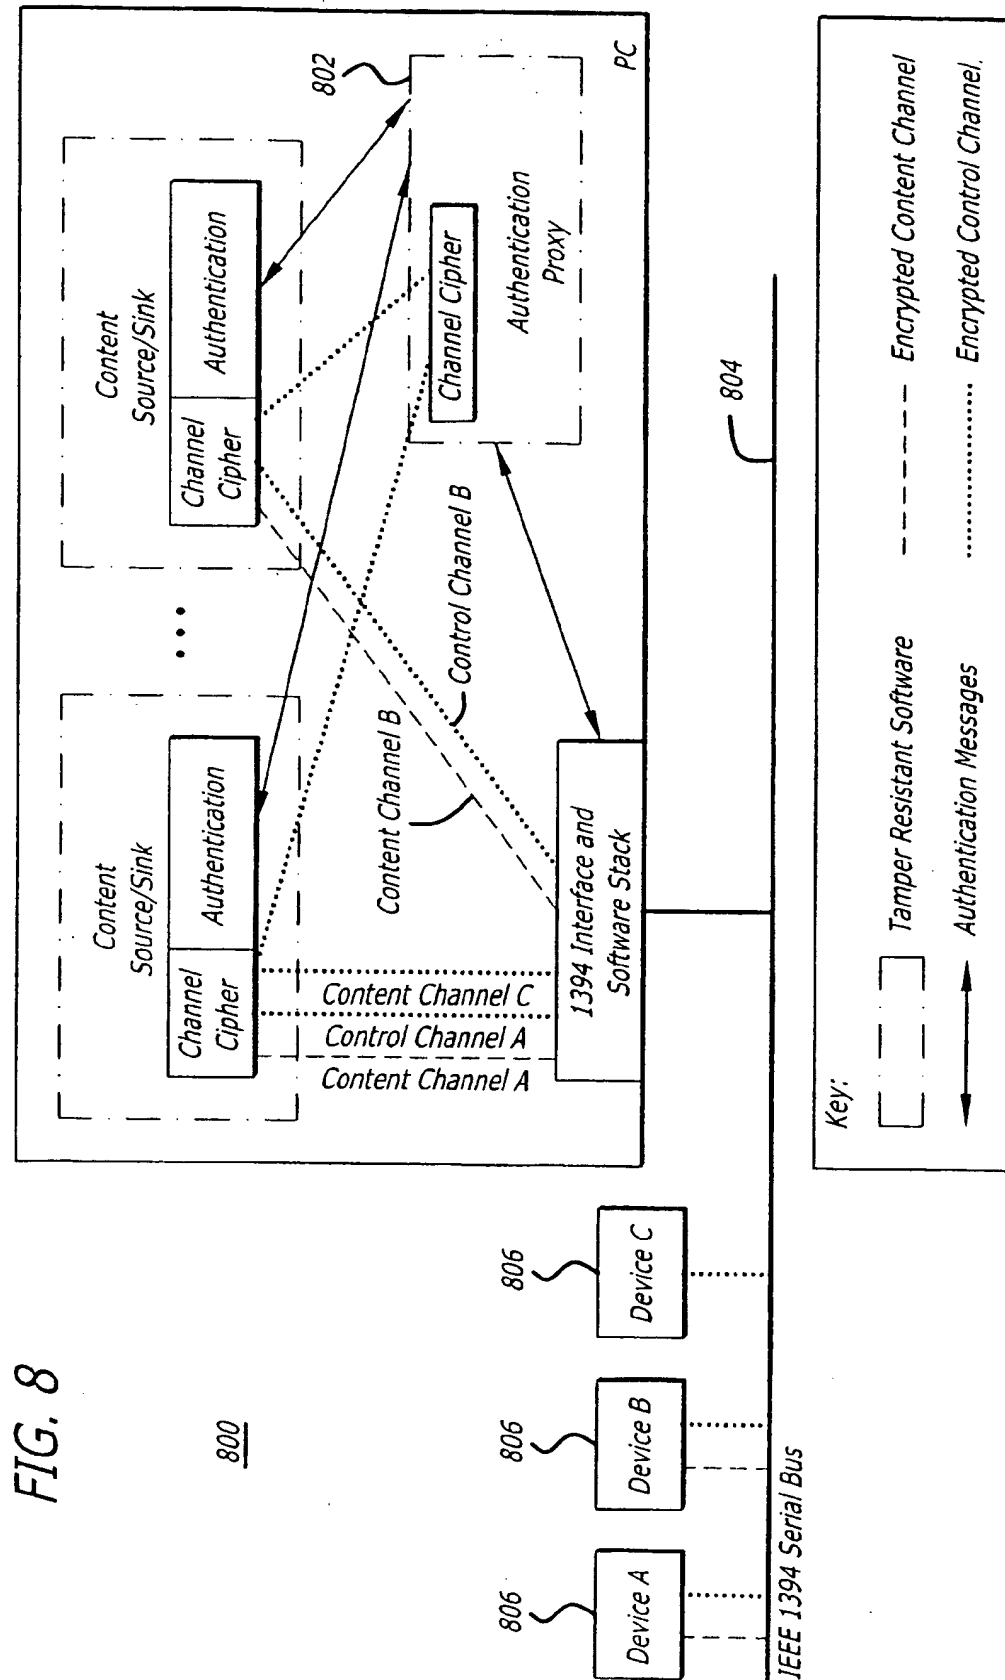 FIG. 8
800
Content
Source/Sink
Channel
Cipher
Authentication
Content
Source/Sink
Channel
Cipher
Authentication
802
Channel Cipher
Authentication
Proxy
PC
Content Channel C
Control Channel A
Content Channel A
Content Channel B
Control Channel B
1394 Interface and
Software Stack
806
Device A
806
Device B
806
Device C
IEEE 1394 Serial Bus
804
Key:
Tamper Resistant Software
Encrypted Content Channel
Authentication Messages
Encrypted Control Channel.